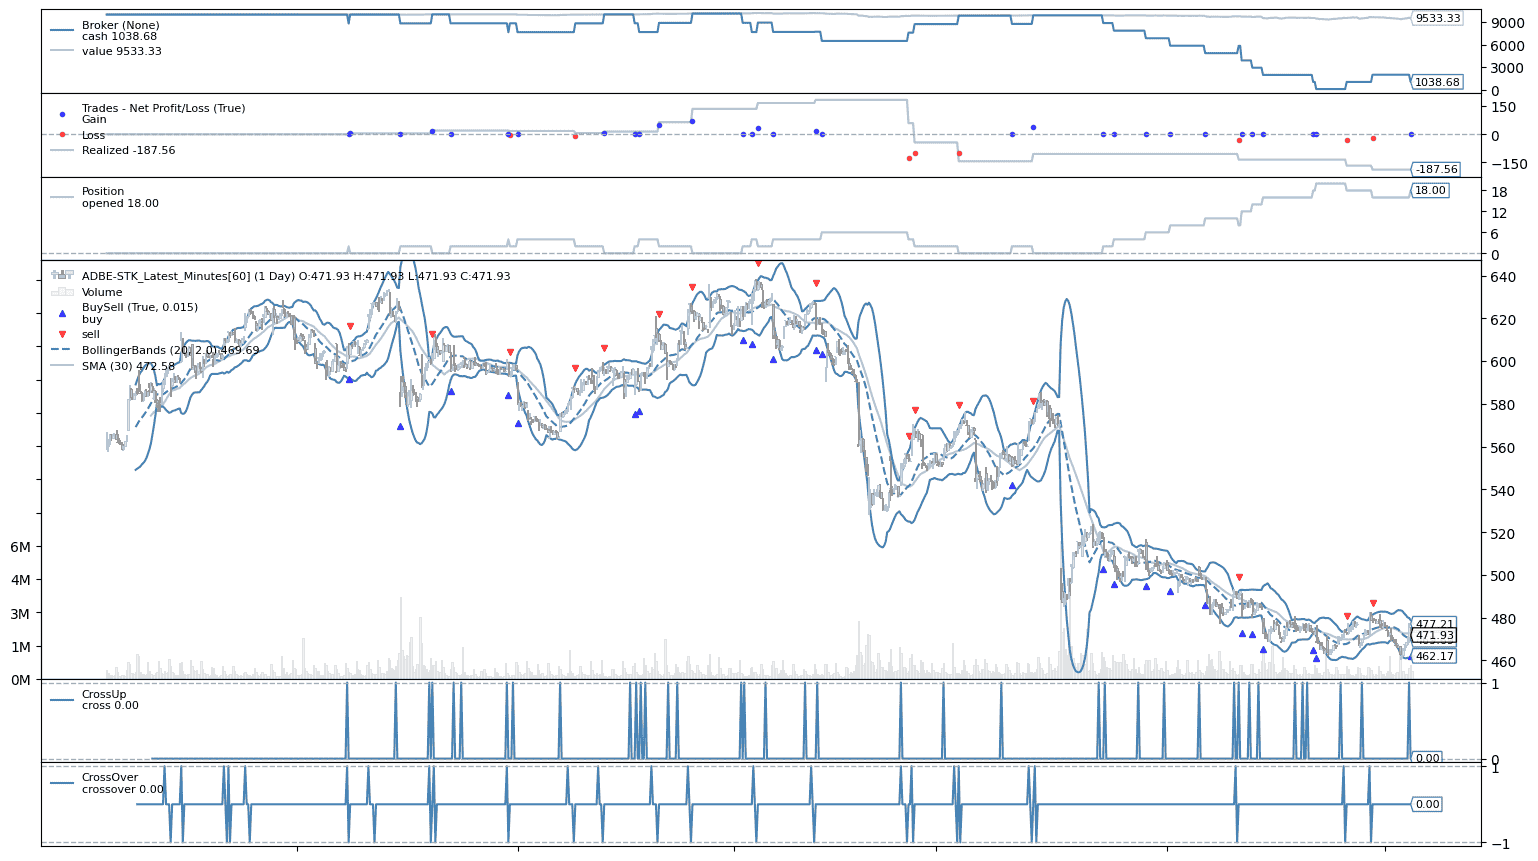 Broker (None)
cash 1038.68
value 9533.33
9533.33
9000
6000
3000
1038.68
0
Trades - Net Profit/Loss (True)
Gain
Loss
Realized -187.56
150
0
−150
-187.56
Position
opened 18.00
18.00
18
12
6
0
ADBE-STK_Latest_Minutes[60] (1 Day) O:471.93 H:471.93 L:471.93 C:471.93
Volume
BuySell (True, 0.015)
buy
sell
BollingerBands (20, 2.0) 469.69
SMA (30) 472.58
640
620
600
580
560
540
520
500
480
460
477.21
471.93
462.17
6M
4M
3M
1M
0M
CrossUp
cross 0.00
1
0.00
0
CrossOver
crossover 0.00
1
0.00
−1